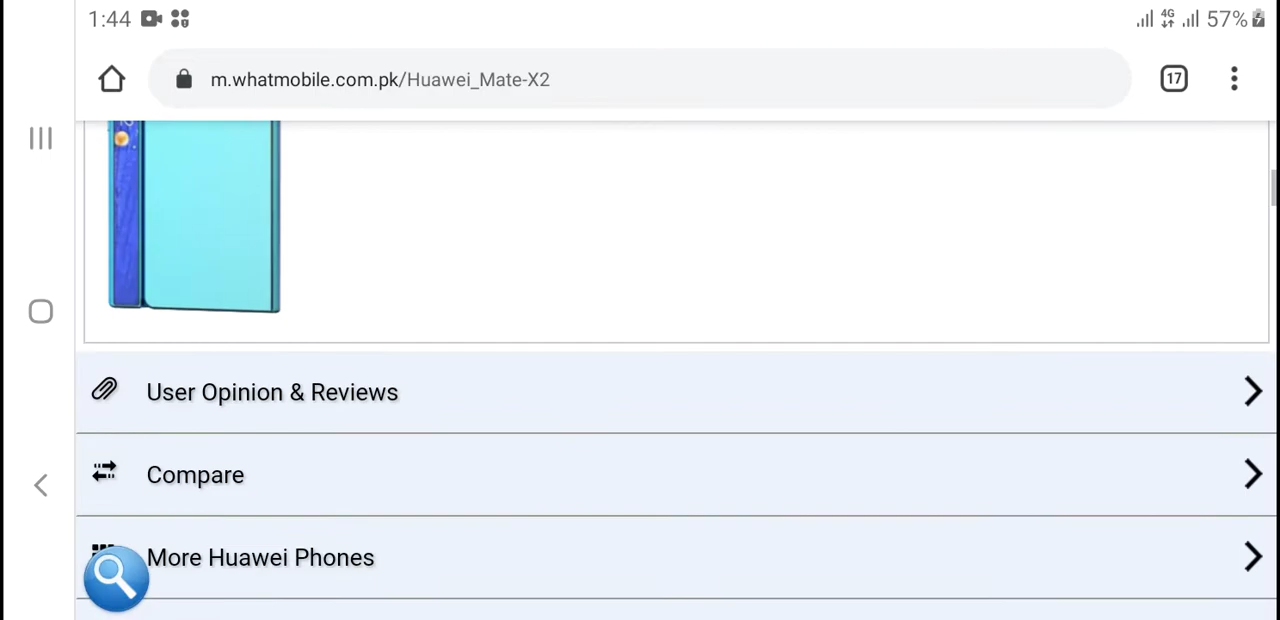 1:44
4G
57%
m.whatmobile.com.pk/Huawei_Mate-X2
17
User Opinion & Reviews
Compare
More Huawei Phones